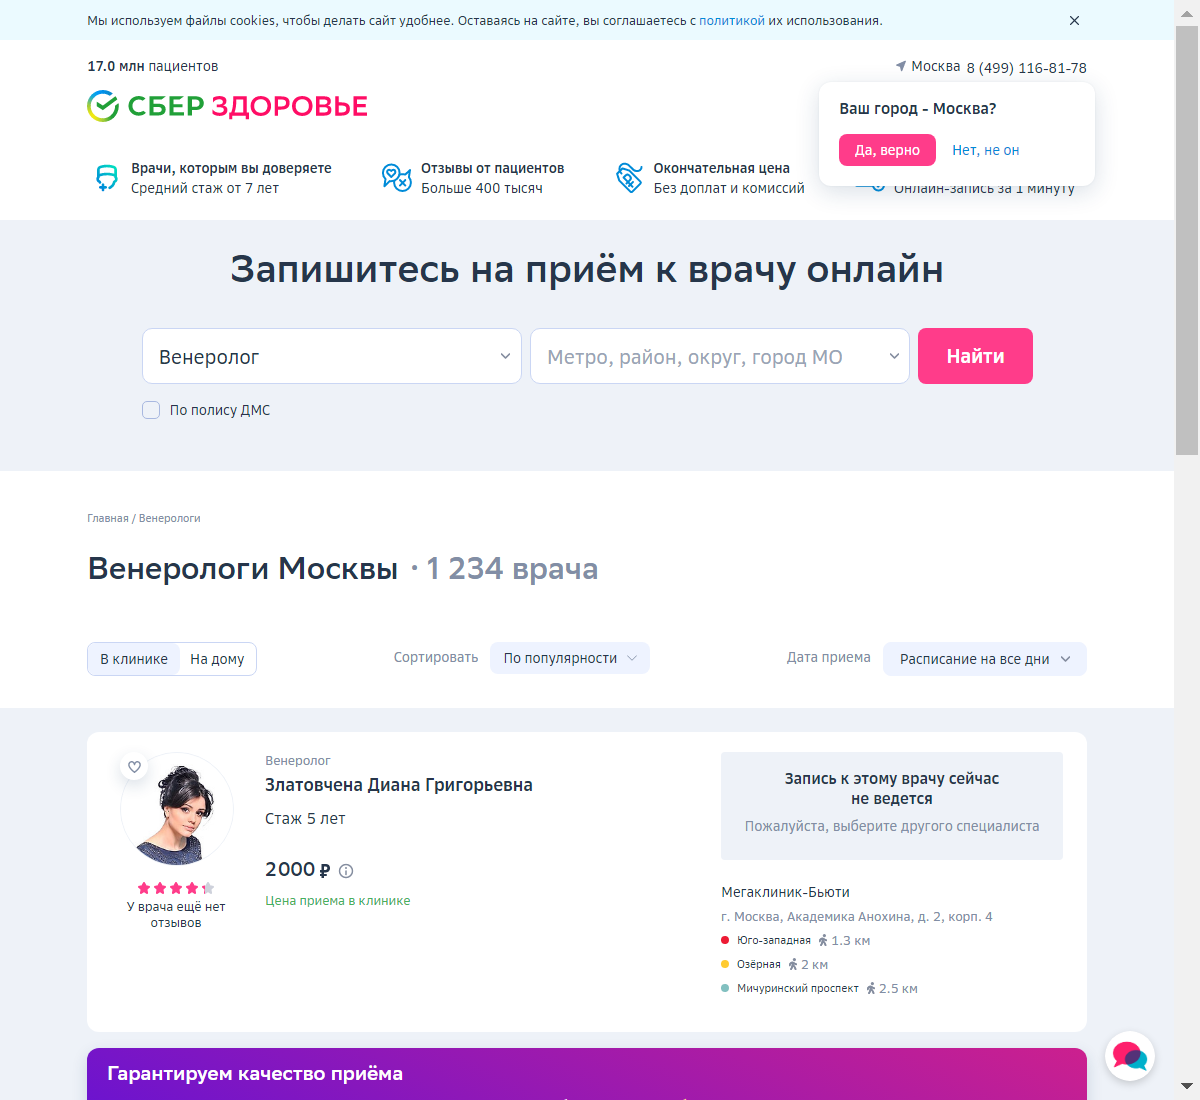 Мы используем файлы cookies, чтобы делать сайт удобнее. Оставаясь на сайте, вы соглашаетесь с политикой их использования.
17.0 млн пациентов
Москва 8 (499) 116-81-78
СБЕР ЗДОРОВЬЕ
Ваш город - Москва?
Да, верно
Нет, не он
Врачи, которым вы доверяете
Средний стаж от 7 лет
Отзывы от пациентов
Больше 400 тысяч
Окончательная цена
Без доплат и комиссий
Онлайн-запись за 1 минуту
Запишитесь на приём к врачу онлайн
Венеролог
Метро, район, округ, город МО
Найти
По полису ДМС
Главная / Венерологи
Венерологи Москвы · 1 234 врача
В клинике
На дому
Сортировать
По популярности
Дата приема
Расписание на все дни
Венеролог
Златовчена Диана Григорьевна
Стаж 5 лет
2000 ₽
Цена приема в клинике
У врача ещё нет
отзывов
Запись к этому врачу сейчас
не ведется
Пожалуйста, выберите другого специалиста
Мегаклиник-Бьюти
г. Москва, Академика Анохина, д. 2, корп. 4
Юго-западная 1.3 км
Озёрная 2 км
Мичуринский проспект 2.5 км
Гарантируем качество приёма